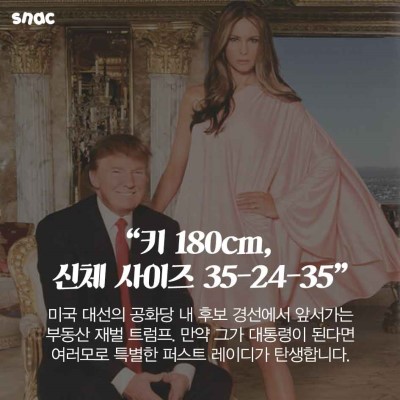 snac
“키 180cm,
신체 사이즈 35-24-35”
미국 대선의 공화당 내 후보 경선에서 앞서가는
부동산 재벌 트럼프. 만약 그가 대통령이 된다면
여러모로 특별한 퍼스트 레이디가 탄생합니다.